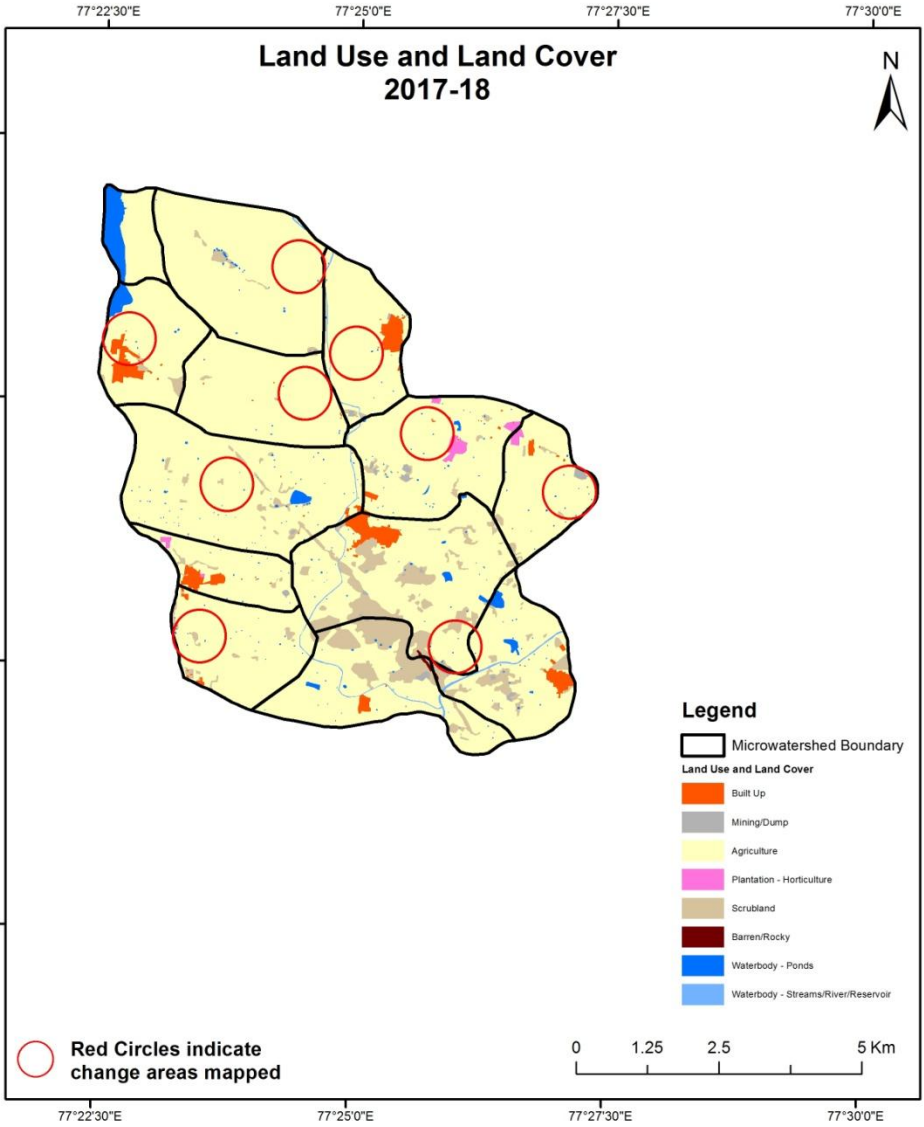 77°22'30"E 77°25'0"E 77°27'30"E 77°30'0"E
Land Use and Land Cover
2017-18
N
Legend
Microwatershed Boundary
Land Use and Land Cover
Built Up
Mining/Dump
Agriculture
Plantation - Horticulture
Scrubland
Barren/Rocky
Waterbody - Ponds
Waterbody - Streams/River/Reservoir
Red Circles indicate
change areas mapped
0 1.25 2.5 5 Km
77°22'30"E 77°25'0"E 77°27'30"E 77°30'0"E